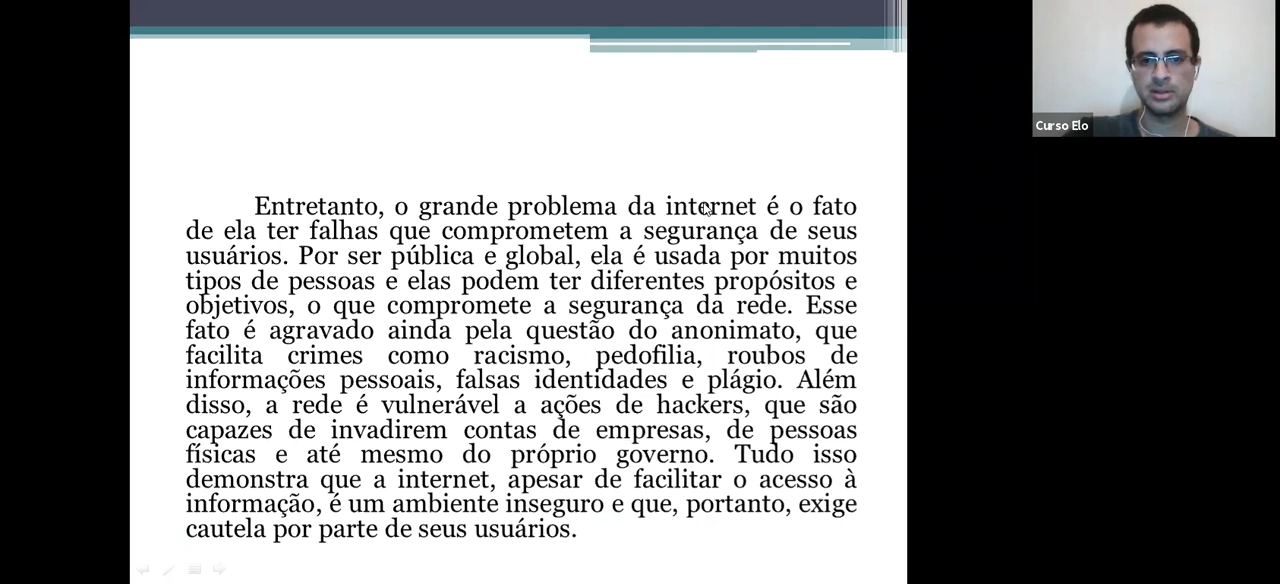 Entretanto, o grande problema da internet é o fato
de ela ter falhas que comprometem a segurança de seus
usuários. Por ser pública e global, ela é usada por muitos
tipos de pessoas e elas podem ter diferentes propósitos e
objetivos, o que compromete a segurança da rede. Esse
fato é agravado ainda pela questão do anonimato, que
facilita crimes como racismo, pedofilia, roubos de
informações pessoais, falsas identidades e plágio. Além
disso, a rede é vulnerável a ações de hackers, que são
capazes de invadirem contas de empresas, de pessoas
físicas e até mesmo do próprio governo. Tudo isso
demonstra que a internet, apesar de facilitar o acesso à
informação, é um ambiente inseguro e que, portanto, exige
cautela por parte de seus usuários.
Curso Elo